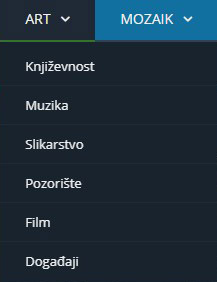 ART MOZAIK
Književnost
Muzika
Slikarstvo
Pozorište
Film
Događaji